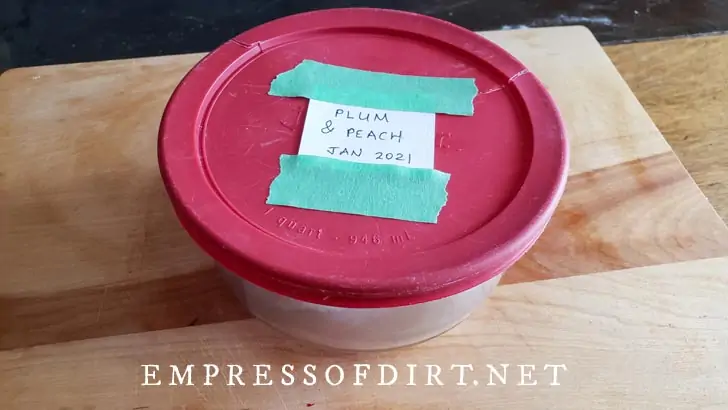 PLUM
& PEACH
JAN 2021
1 quart · 946 mL
EMPRESSOFDIRT.NET